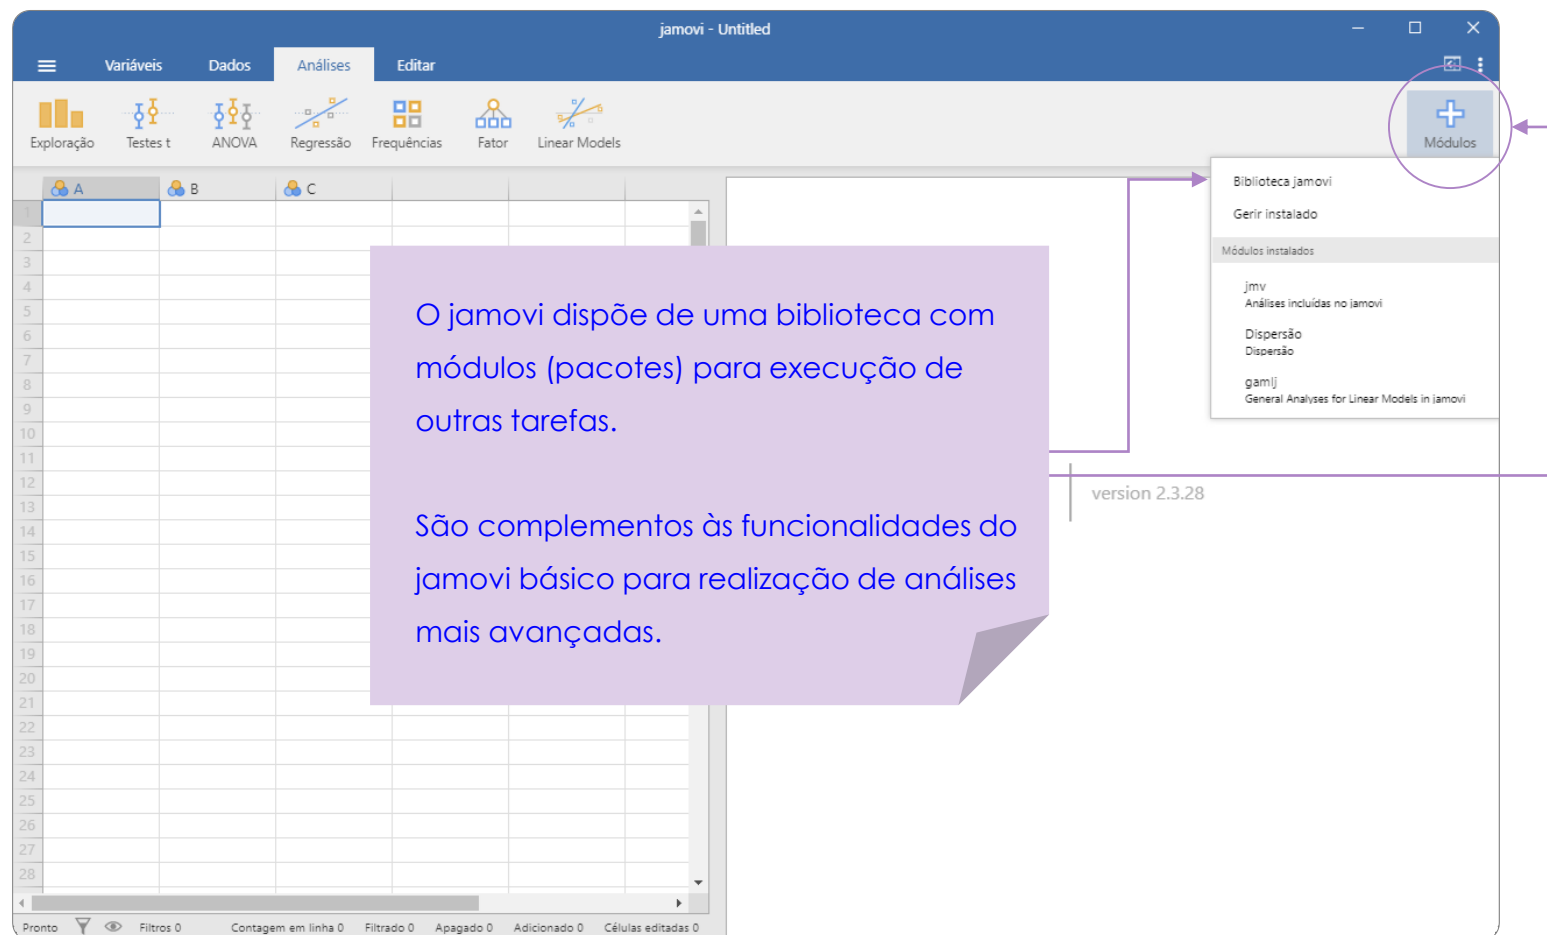 jamovi - Untitled
Variáveis Dados Análises Editar
Exploração Testes t ANOVA Regressão Frequências Fator Linear Models Módulos
A B C
Biblioteca jamovi
Gerir instalado
Módulos instalados
jmv
Análises incluídas no jamovi
Dispersão
Dispersão
gamlj
General Analyses for Linear Models in jamovi
1
2
3
4
5
6
7
8
9
10
11
12
13
14
15
16
17
18
19
20
21
22
23
24
25
26
27
28
O jamovi dispõe de uma biblioteca com
módulos (pacotes) para execução de
outras tarefas.
São complementos às funcionalidades do
jamovi básico para realização de análises
mais avançadas.
version 2.3.28
Pronto Filtros 0 Contagem em linha 0 Filtrado 0 Apagado 0 Adicionado 0 Células editadas 0